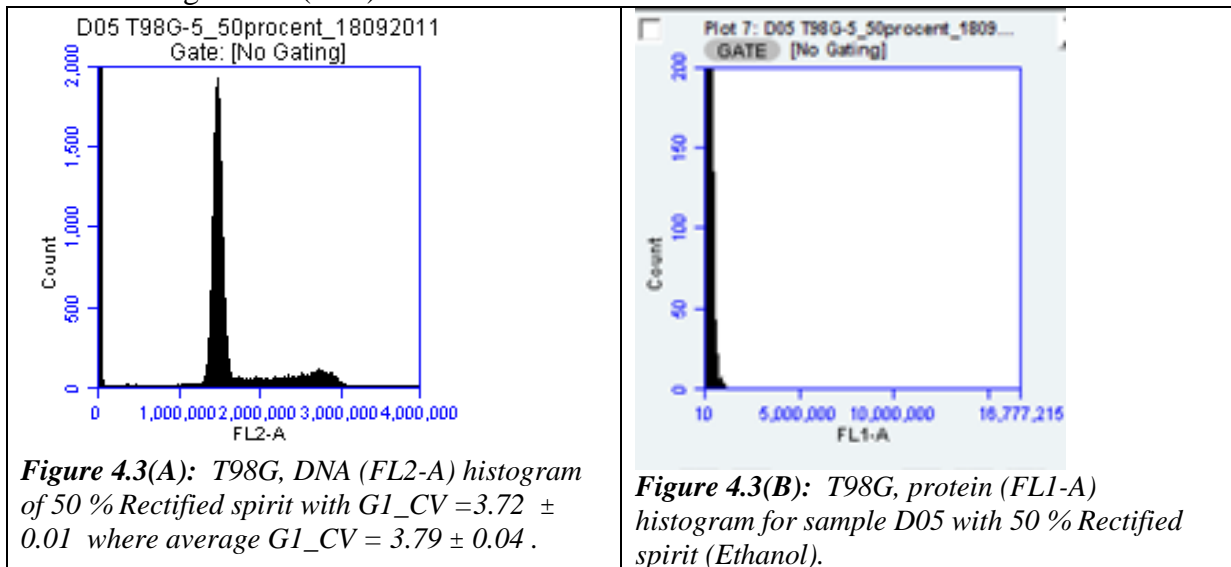 D05 T98G-5_50procent_18092011
Gate: [No Gating]
2,000
1,500
1,000
500
0
Count
0 1,000,000 2,000,000 3,000,000 4,000,000
FL2-A
Figure 4.3(A): T98G, DNA (FL2-A) histogram
of 50 % Rectified spirit with G1_CV =3.72 ±
0.01 where average G1_CV = 3.79 ± 0.04 .
Plot 7: D05 T98G-5_50procent_1809...
GATE [No Gating]
200
150
100
50
0
Count
10 5,000,000 10,000,000 16,777,215
FL1-A
Figure 4.3(B): T98G, protein (FL1-A)
histogram for sample D05 with 50 % Rectified
spirit (Ethanol).